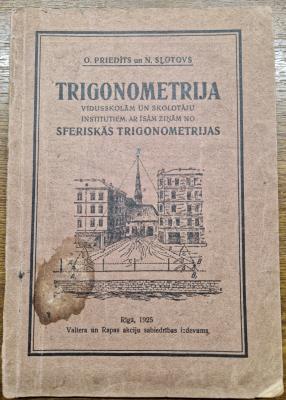 O. PRIEDĪTS un N. SLOTOVS
TRIGONOMETRIJA
VIDUSSKOLĀM UN SKOLOTĀJU
INSTITUTIEM, AR ĪSĀM ZIŅĀM NO
SFERISKĀS TRIGONOMETRIJAS
Rīgā, 1925
Valtera un Rapas akciju sabiedrības izdevums